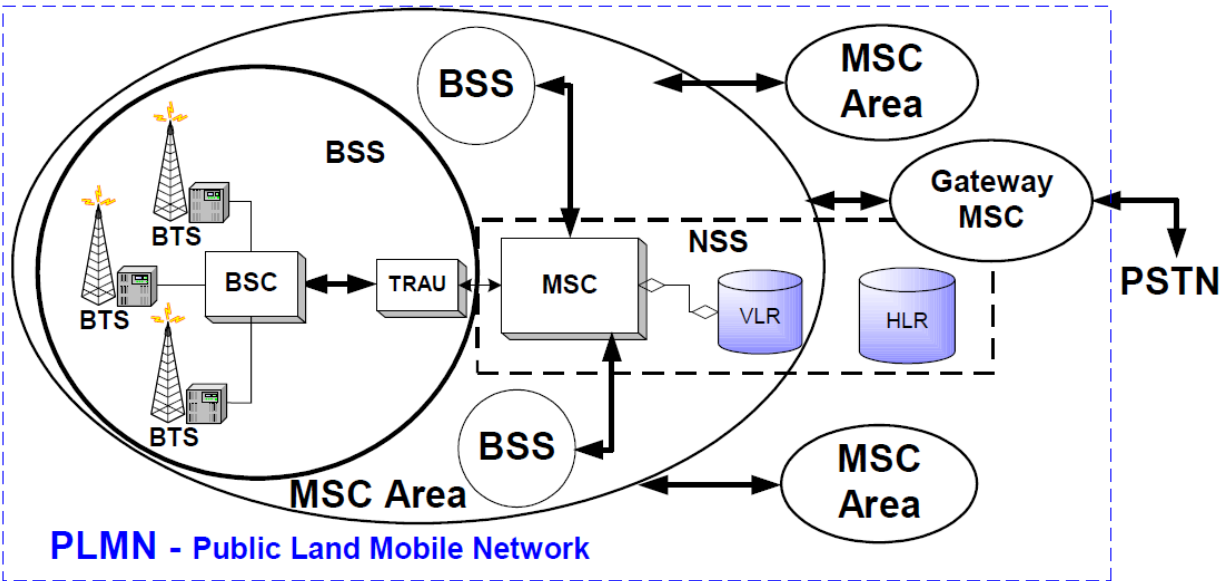 BSS
MSC
Area
BSS
BTS
Gateway
MSC
NSS
BSC
TRAU
MSC
VLR
HLR
PSTN
BTS
BTS
BSS
MSC
Area
MSC Area
PLMN - Public Land Mobile Network